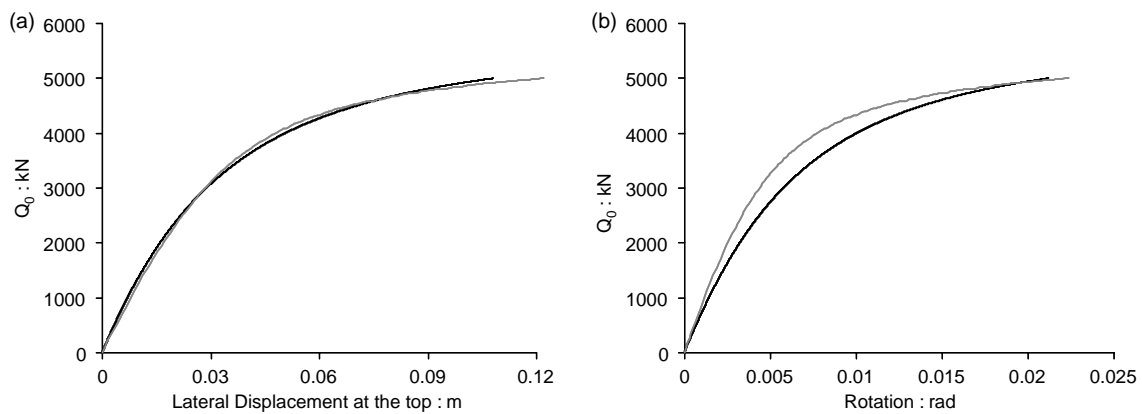 (a)
6000
5000
4000
3000
2000
1000
0
Q0 : kN
0 0.03 0.06 0.09 0.12
Lateral Displacement at the top : m
(b)
6000
5000
4000
3000
2000
1000
0
Q0 : kN
0 0.005 0.01 0.015 0.02 0.025
Rotation : rad